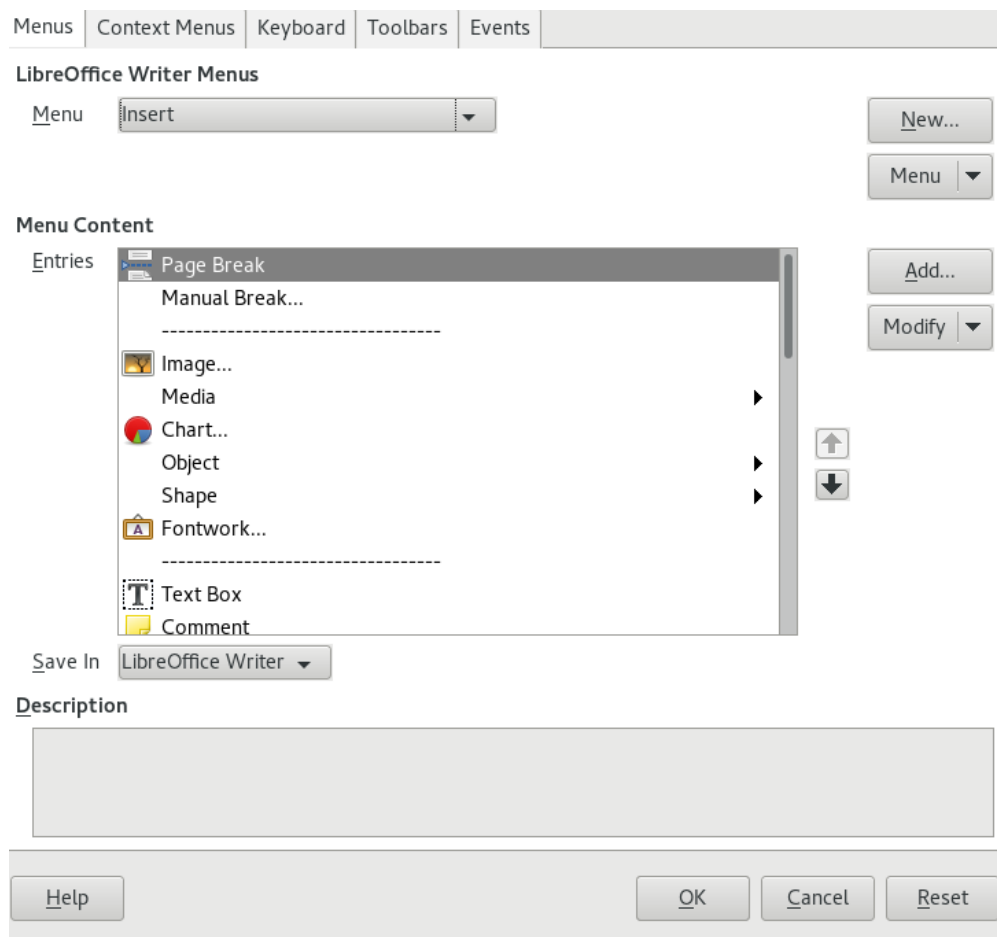 Menus Context Menus Keyboard Toolbars Events
LibreOffice Writer Menus
Menu Insert New...
Menu
Menu Content
Entries Page Break Add...
Manual Break...
----------------------------------
Image... Modify
Media
Chart...
Object
Shape
A Fontwork...
----------------------------------
T Text Box
Comment
Save In LibreOffice Writer
Description
Help OK Cancel Reset